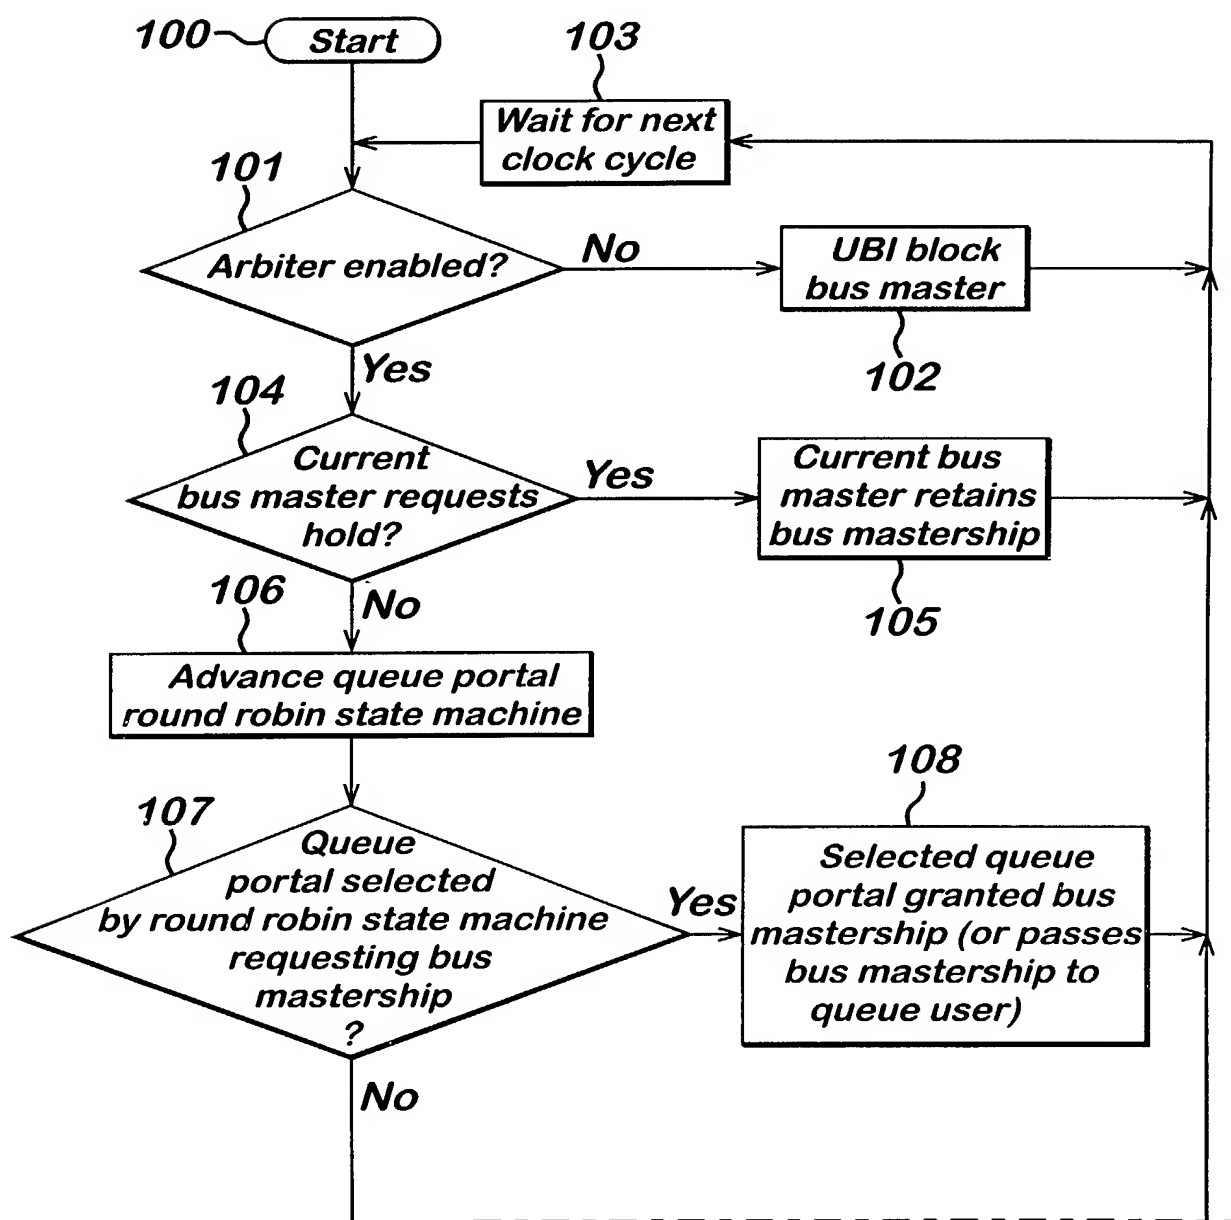 100
Start
103
Wait for next
clock cycle
101
Arbiter enabled?
No
UBI block
bus master
102
Yes
104
Current
bus master requests
hold?
Yes
Current bus
master retains
bus mastership
105
No
106
Advance queue portal
round robin state machine
107
Queue
portal selected
by round robin state machine
requesting bus
mastership
?
Yes
108
Selected queue
portal granted bus
mastership (or passes
bus mastership to
queue user)
No